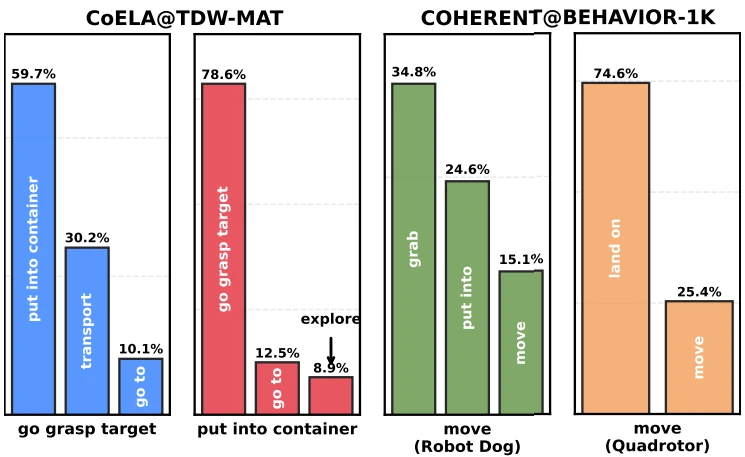 CoELA@TDW-MAT
COHERENT@BEHAVIOR-1K
59.7%
put into container
30.2%
transport
10.1%
go to
go grasp target
78.6%
go grasp target
12.5%
go to
explore
8.9%
put into container
34.8%
grab
24.6%
put into
15.1%
move
move
(Robot Dog)
74.6%
land on
25.4%
move
move
(Quadrotor)